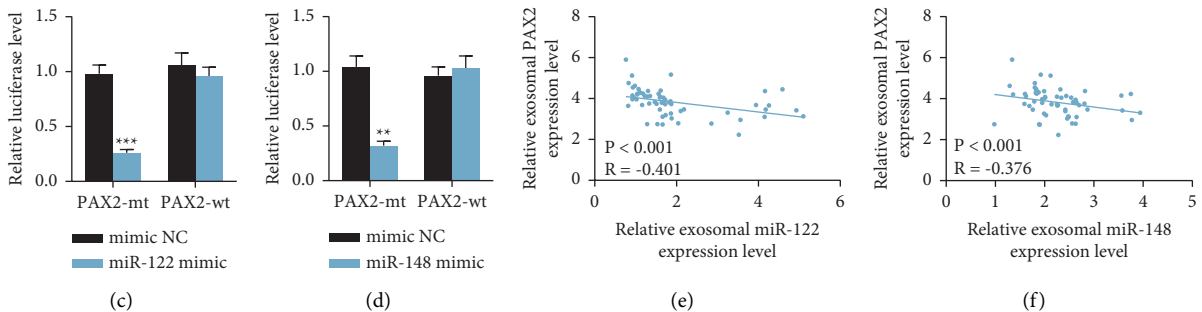 Relative luciferase level
1.5
1.0
0.5
0.0
***
PAX2-mt
PAX2-wt
mimic NC
miR-122 mimic
(c)
Relative luciferase level
1.5
1.0
0.5
0.0
**
PAX2-mt
PAX2-wt
mimic NC
miR-148 mimic
(d)
Relative exosomal PAX2
expression level
8
6
4
2
0
P < 0.001
R = -0.401
0
2
4
6
Relative exosomal miR-122
expression level
(e)
Relative exosomal PAX2
expression level
8
6
4
2
0
P < 0.001
R = -0.376
0
1
2
3
4
5
Relative exosomal miR-148
expression level
(f)